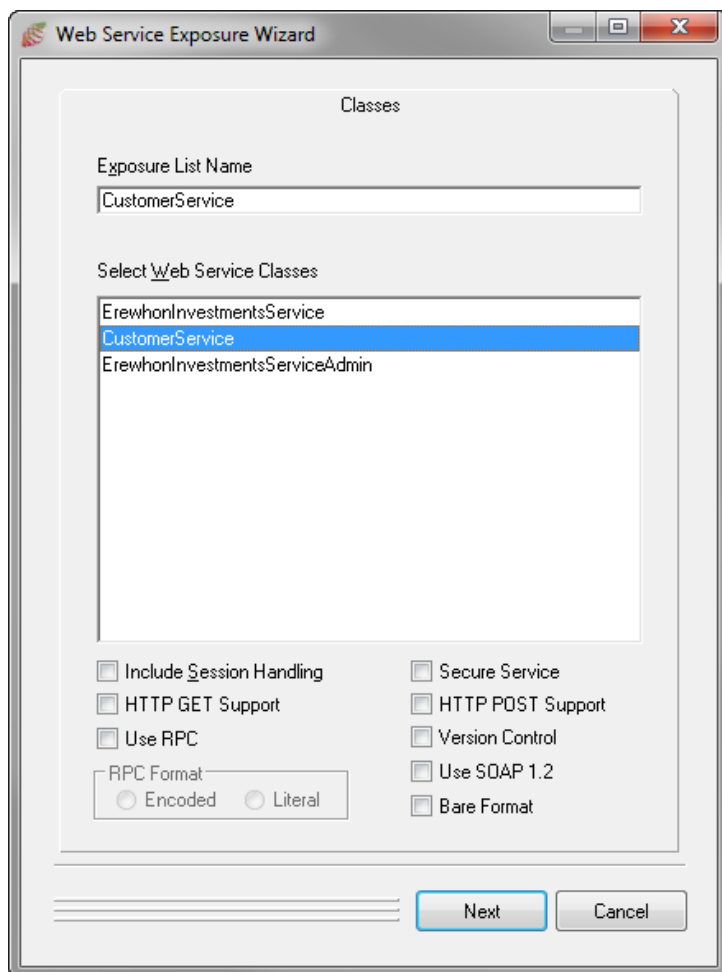 Web Service Exposure Wizard
Classes
Exposure List Name
CustomerService
Select Web Service Classes
ErewhonInvestmentsService
CustomerService
ErewhonInvestmentsServiceAdmin
Include Session Handling
Secure Service
HTTP GET Support
HTTP POST Support
Use RPC
Version Control
RPC Format
Use SOAP 1.2
Encoded
Literal
Bare Format
Next
Cancel